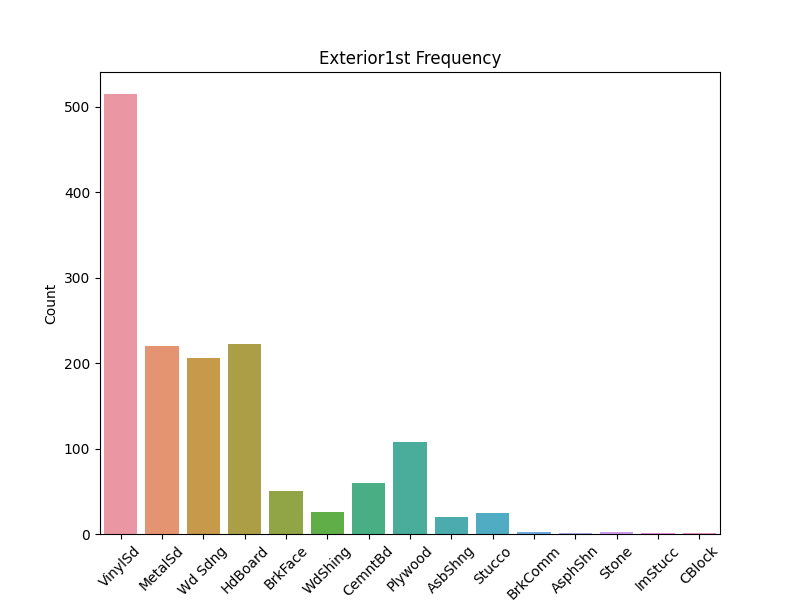 Exterior1st Frequency
Count
500
400
300
200
100
0
VinylSd
MetalSd
Wd Sdng
HdBoard
BrkFace
WdShing
CemntBd
Plywood
AsbShng
Stucco
BrkComm
AsphShn
Stone
ImStucc
CBlock